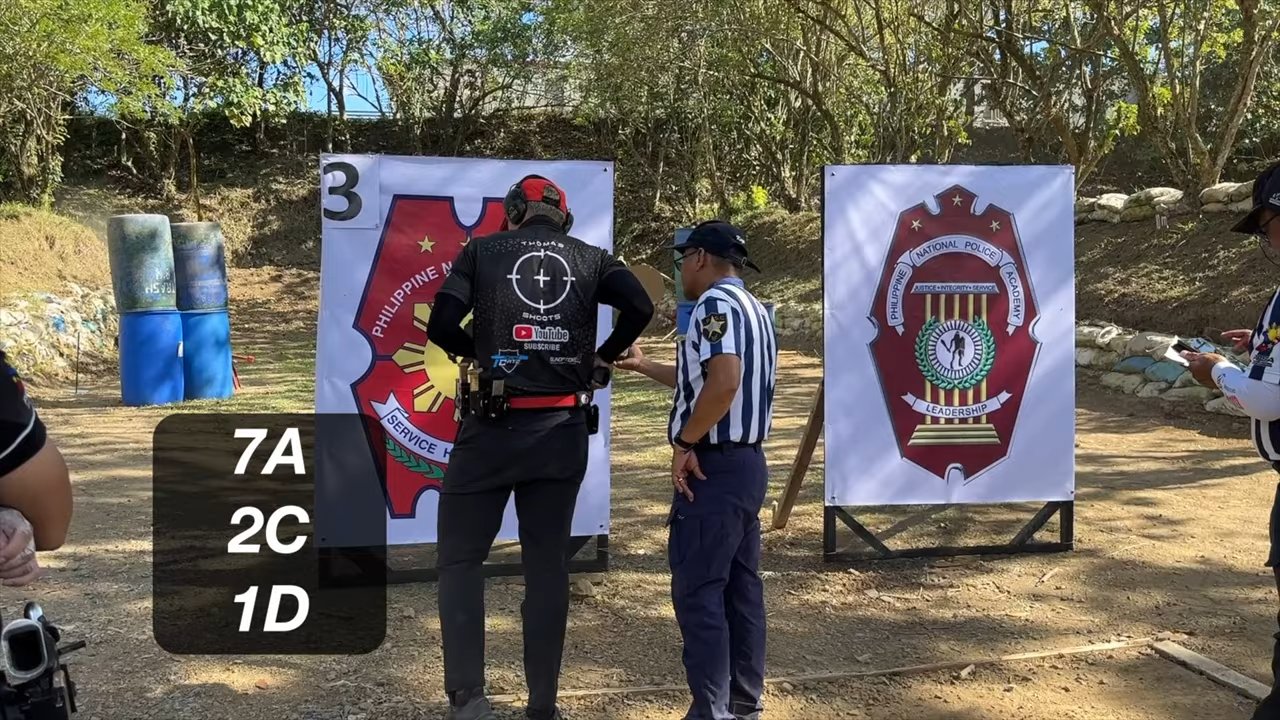 3
PHILIPPINE N
SERVICE H
THOMAS
SHOOTS
YouTube
SUBSCRIBE
PHILIPPINE NATIONAL POLICE ACADEMY
JUSTICE • INTEGRITY • SERVICE
LEADERSHIP
7A
2C
1D